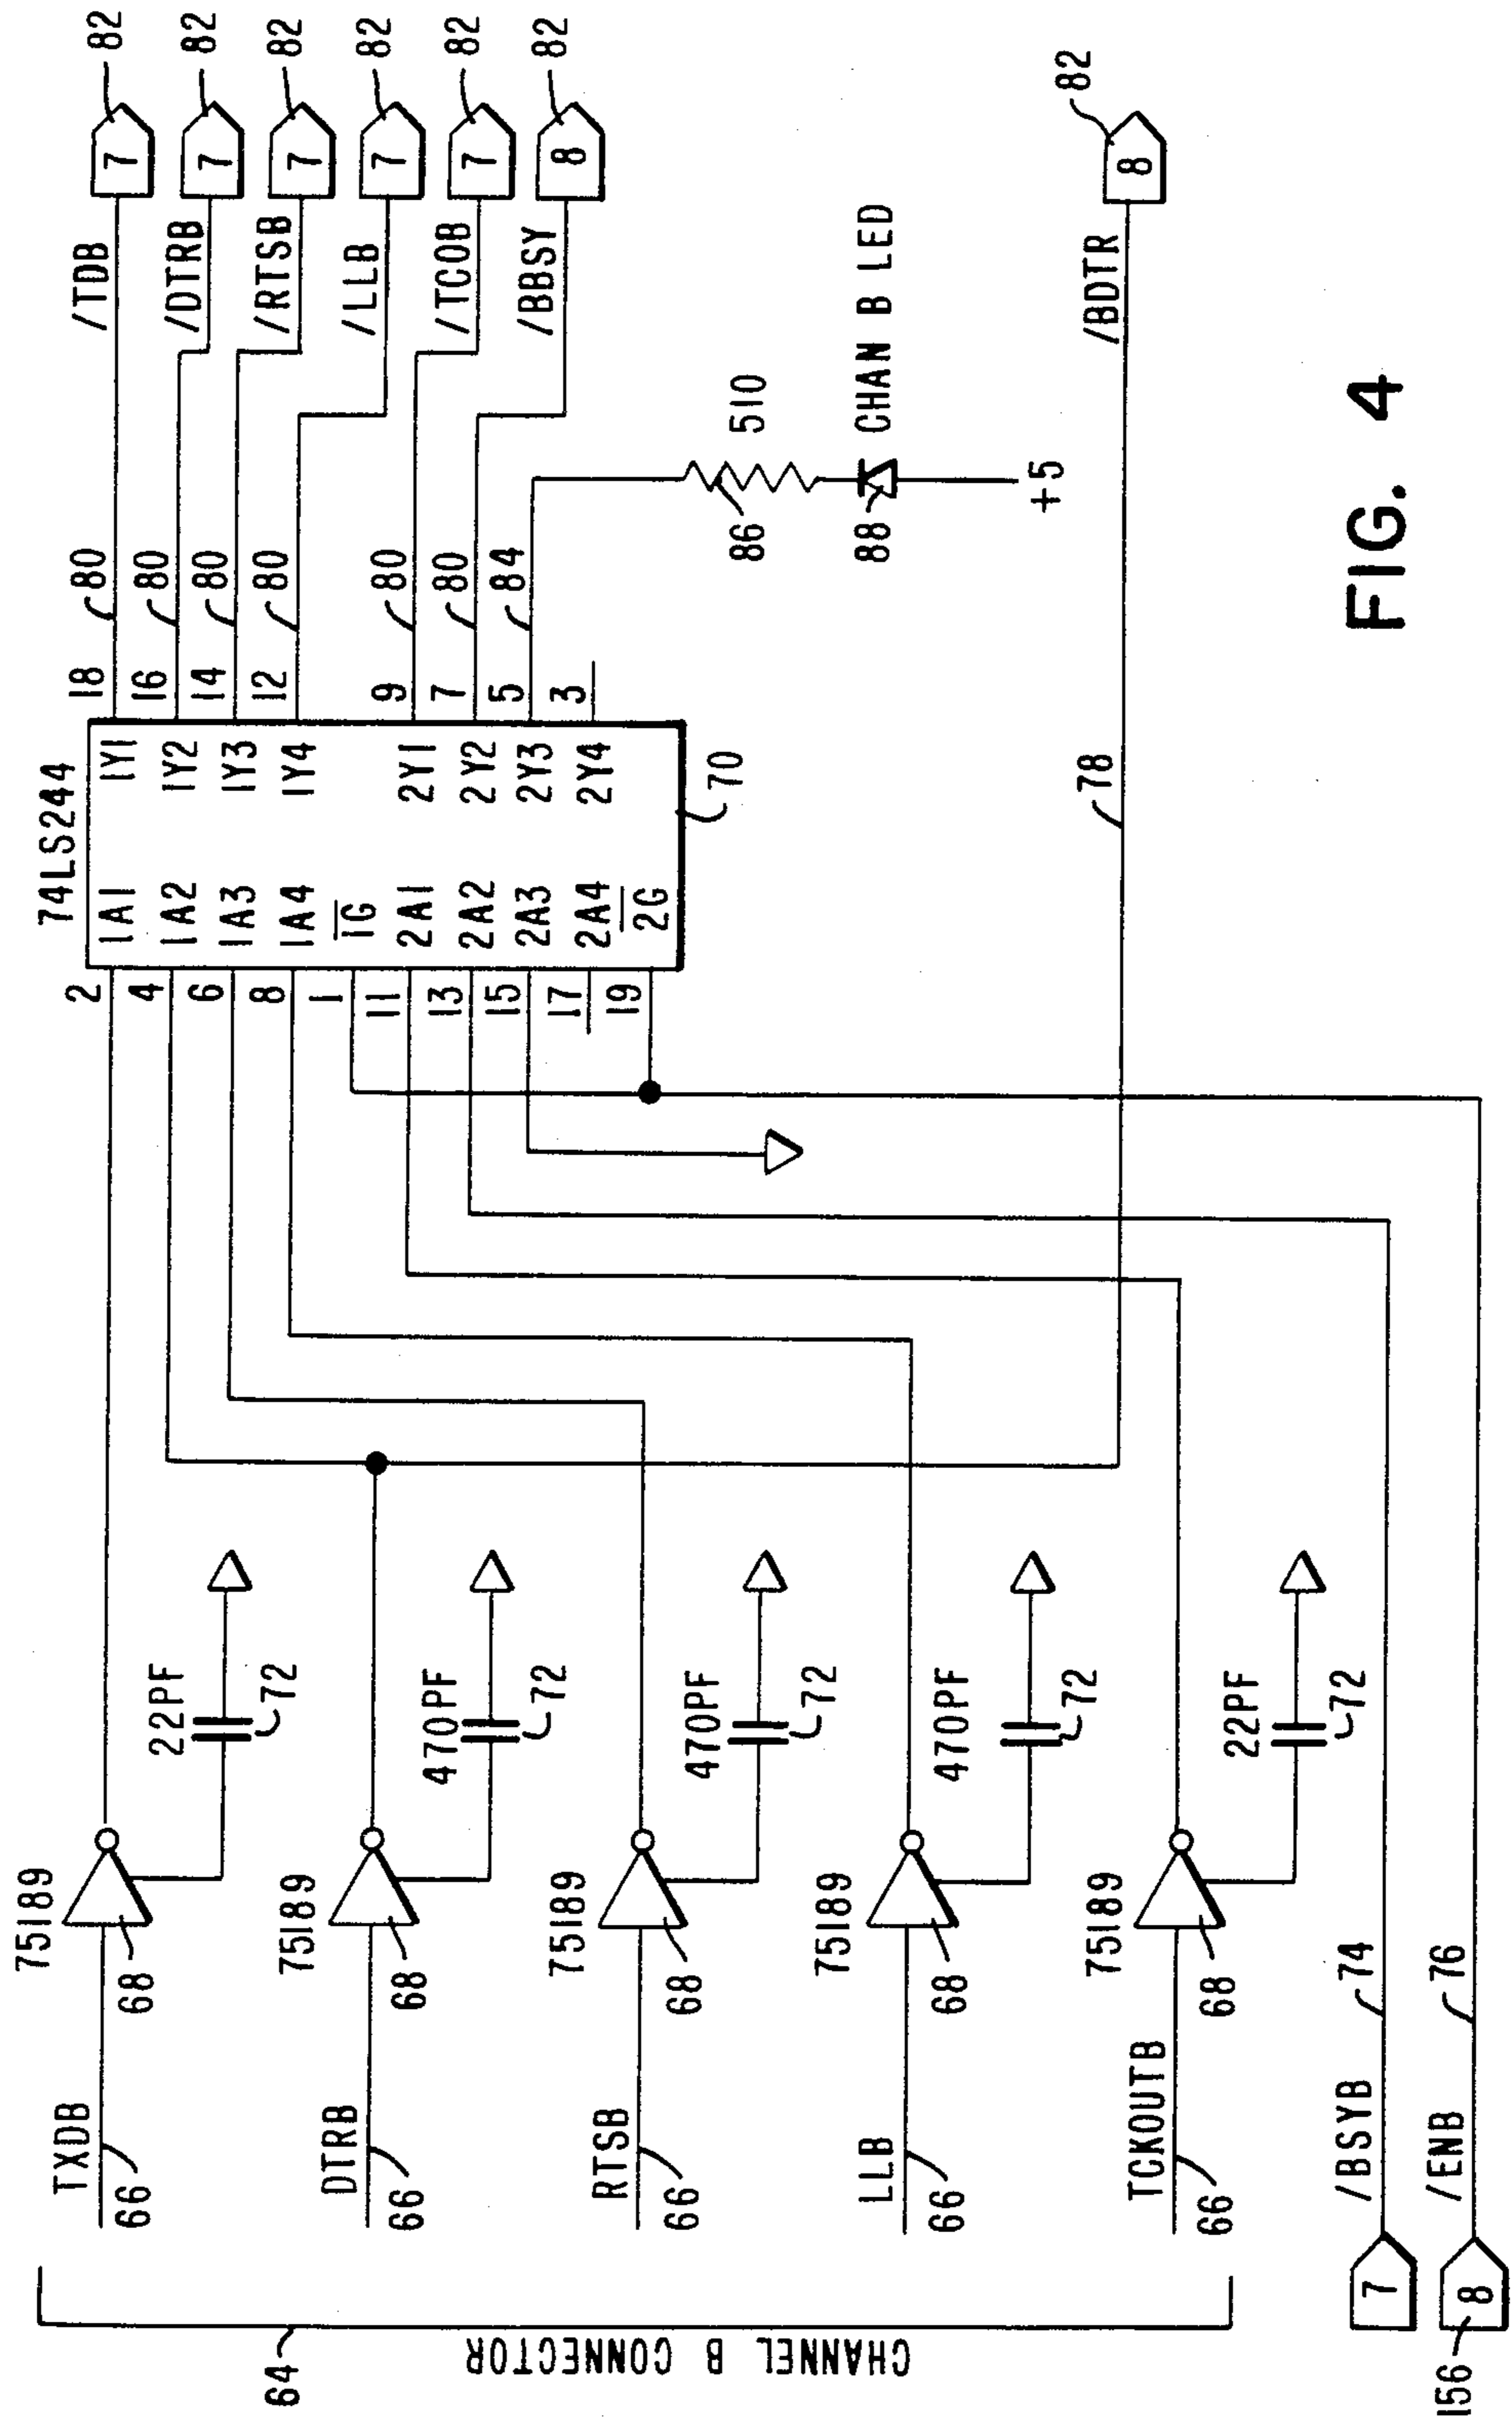 CHANNEL B CONNECTOR
64
TXDB
66
75189
68
22PF
72
DTRB
66
75189
68
470PF
72
RTSB
66
75189
68
470PF
72
LLB
66
75189
68
470PF
72
TCKOUTB
66
75189
68
22PF
72
7 /BSYB 74
8 /ENB 76
156
74LS244
2 1A1 1Y1 18 80 /TDB 7 82
4 1A2 1Y2 16 80 /DTRB 7 82
6 1A3 1Y3 14 80 /RTSB 7 82
8 1A4 1Y4 12 80 /LLB 7 82
1 1G
11 2A1 2Y1 9 80 /TCOB 7 82
13 2A2 2Y2 7 80 /BBSY 8 82
15 2A3 2Y3 5 84
17 2A4 2Y4 3
19 2G
70
86 510
88 CHAN B LED
+5
78 /BDTR 8 82
FIG. 4